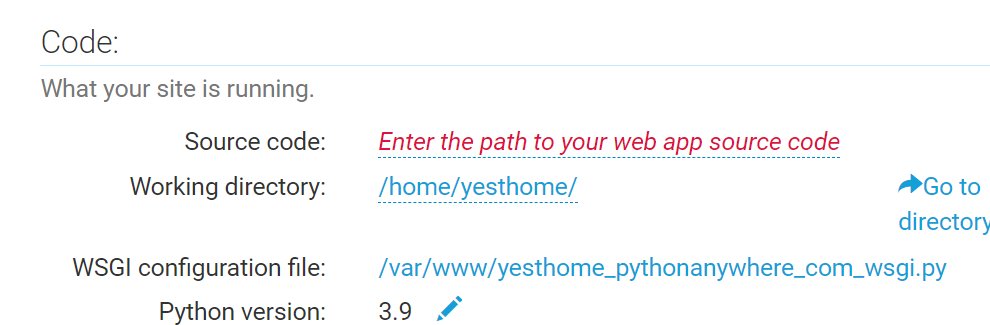 Code:
What your site is running.
Source code: Enter the path to your web app source code
Working directory: /home/yesthome/ Go to
directory
WSGI configuration file: /var/www/yesthome_pythonanywhere_com_wsgi.py
Python version: 3.9